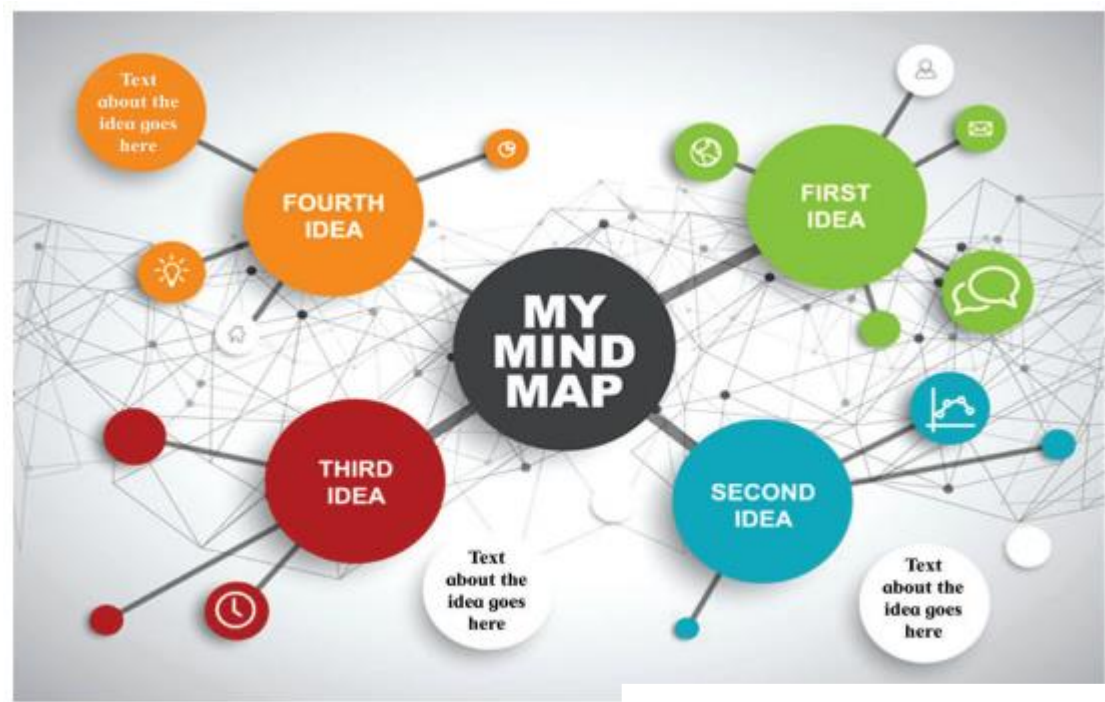 Text
about the
idea goes
here
FOURTH
IDEA
FIRST
IDEA
MY
MIND
MAP
THIRD
IDEA
SECOND
IDEA
Text
about the
idea goes
here
Text
about the
idea goes
here